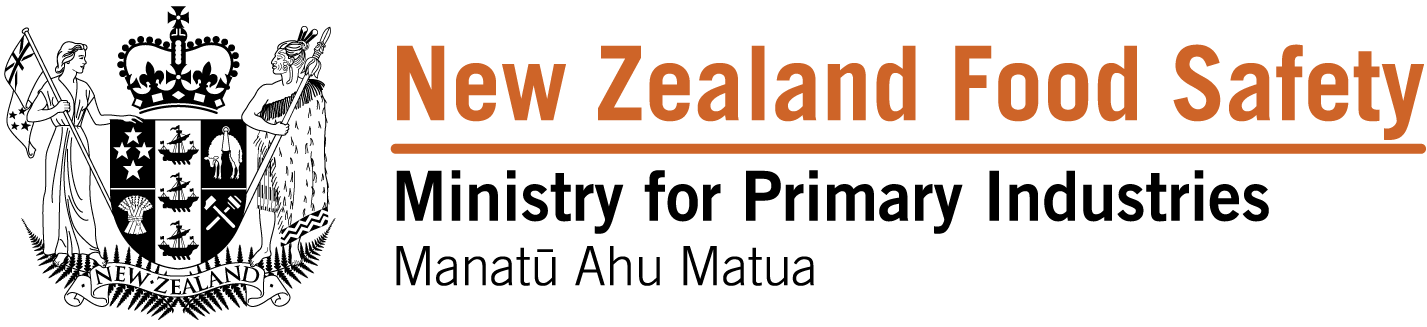 New Zealand Food Safety
Ministry for Primary Industries
Manatū Ahu Matua
NEW·ZEALAND